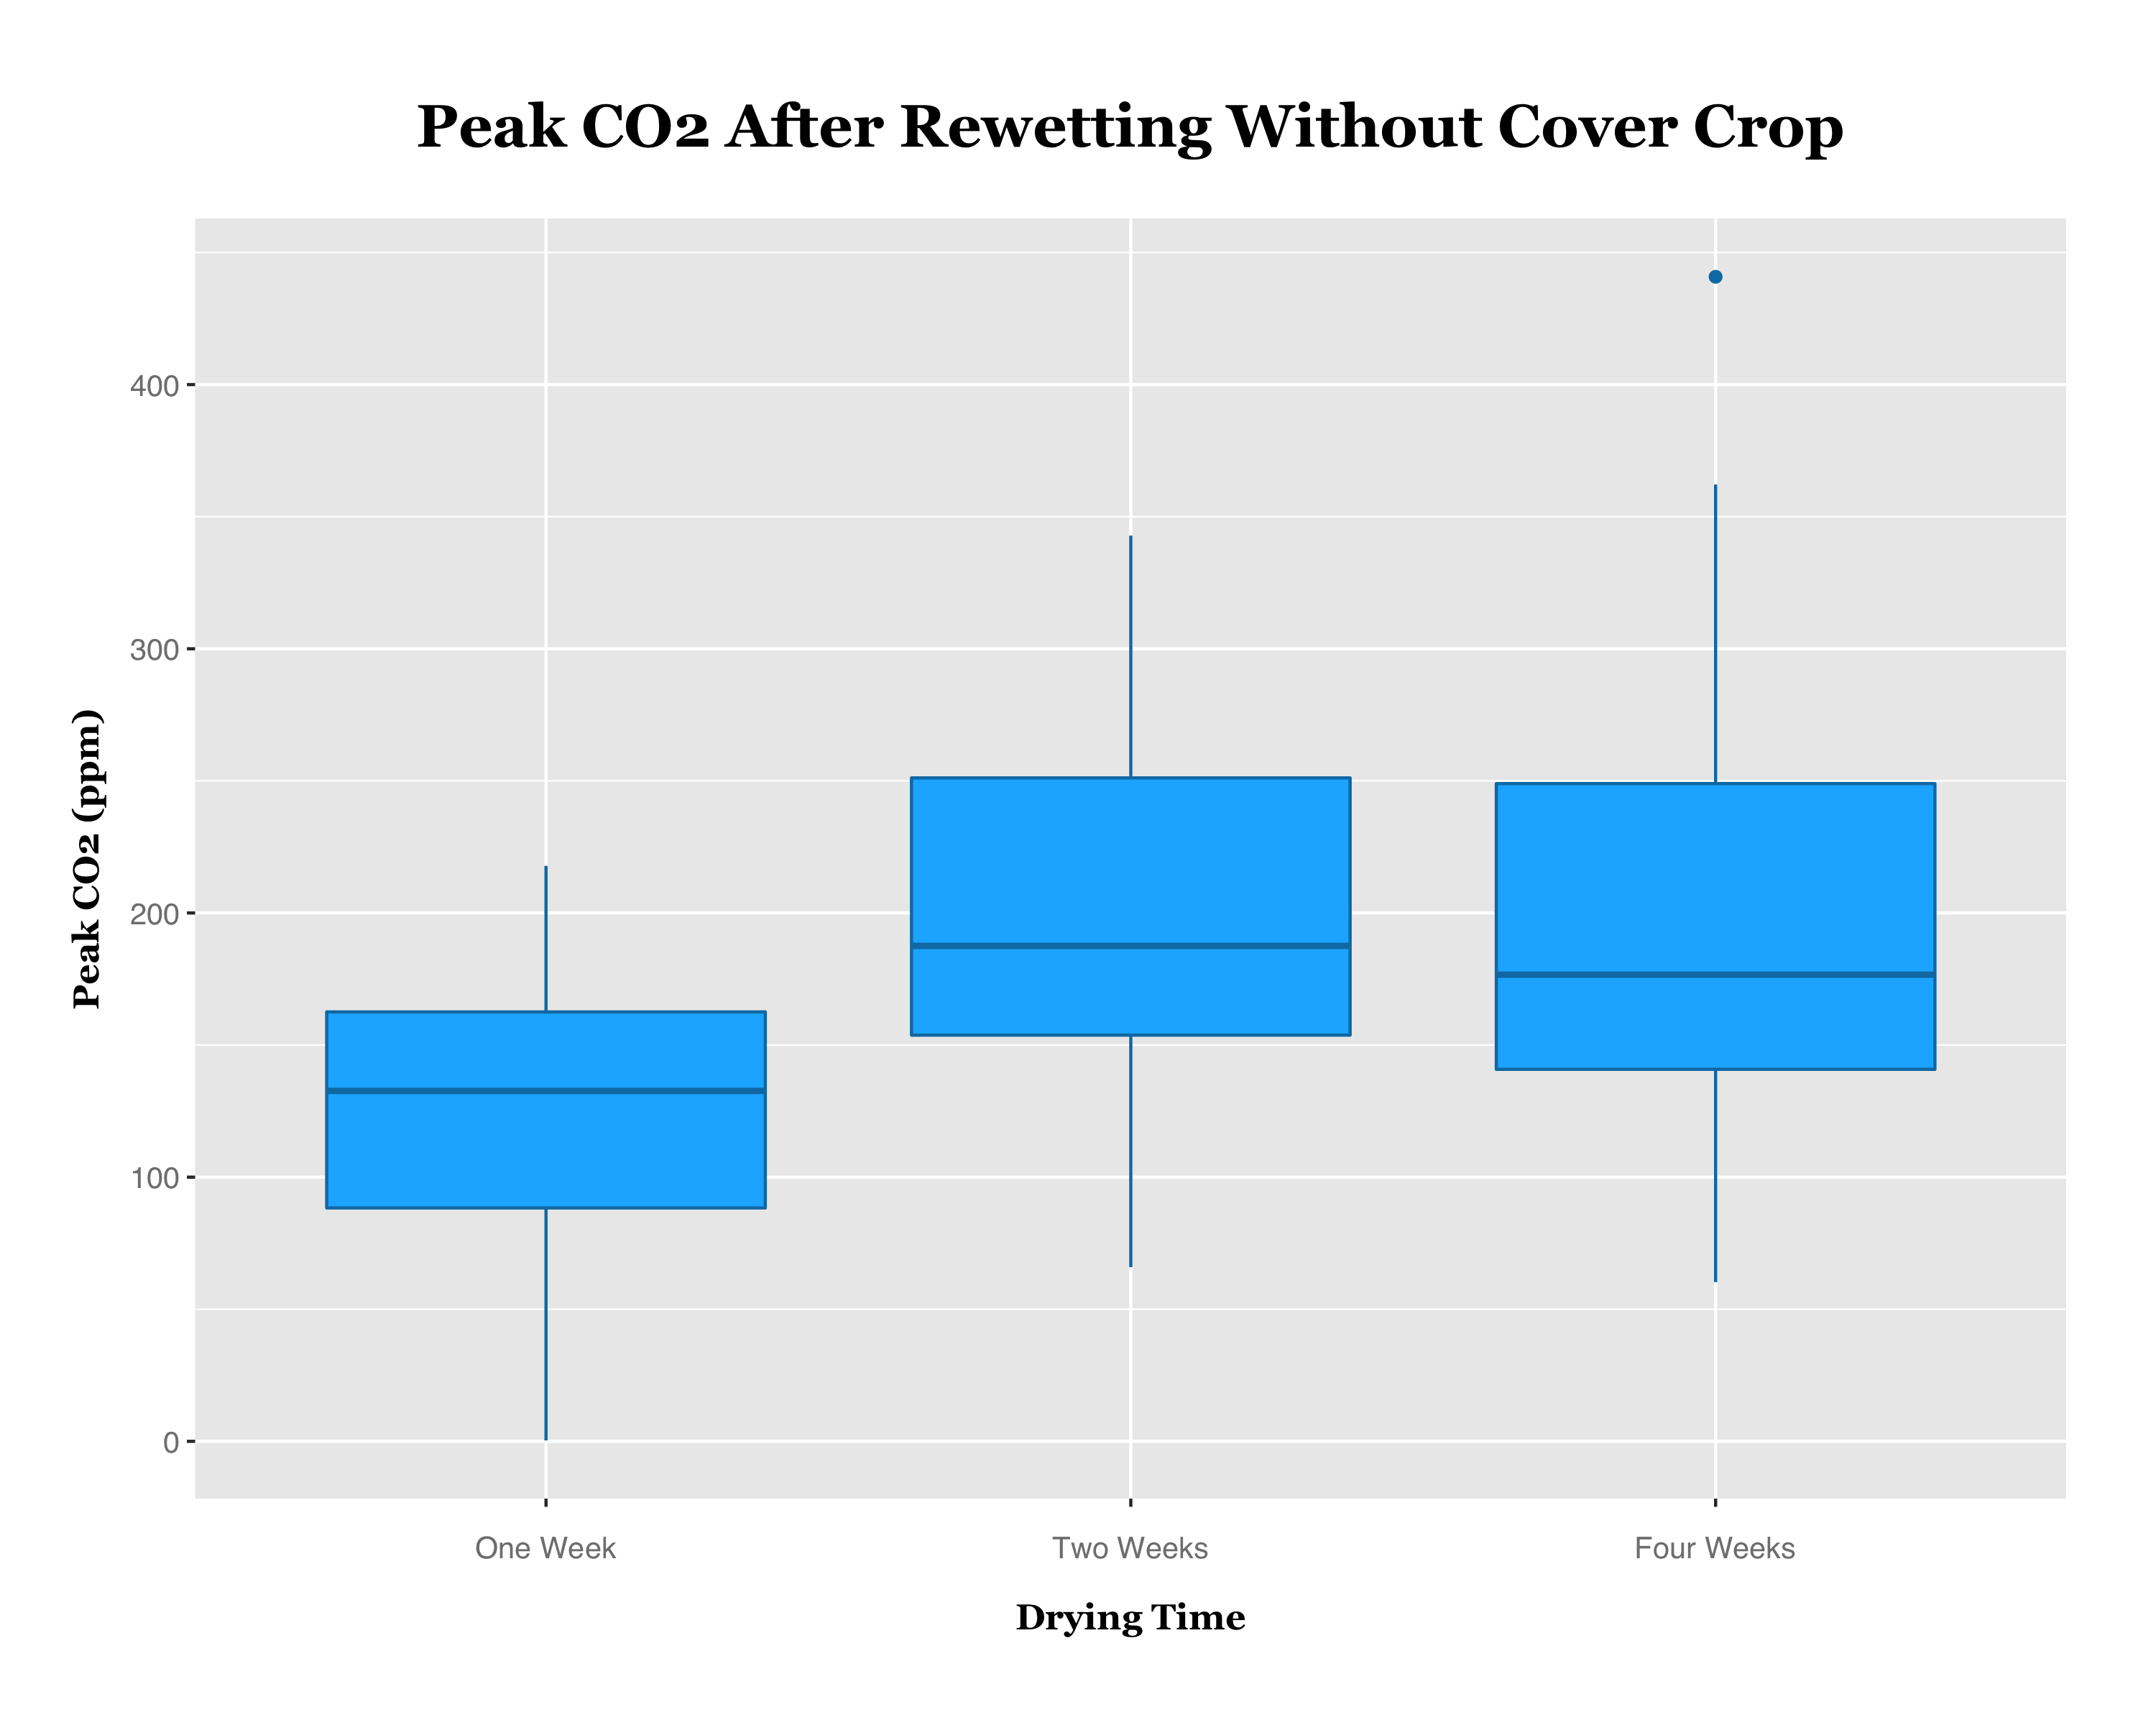 Peak CO2 After Rewetting Without Cover Crop
Peak CO2 (ppm)
400
300
200
100
0
One Week Two Weeks Four Weeks
Drying Time